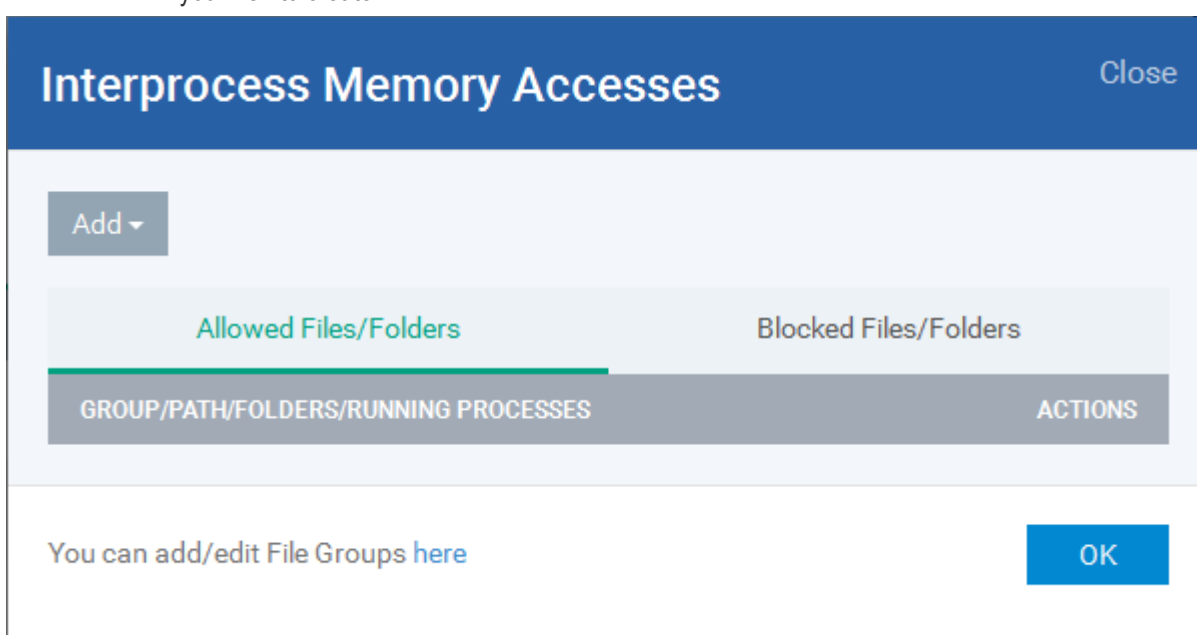 Interprocess Memory Accesses Close
Add
Allowed Files/Folders Blocked Files/Folders
GROUP/PATH/FOLDERS/RUNNING PROCESSES ACTIONS
You can add/edit File Groups here OK